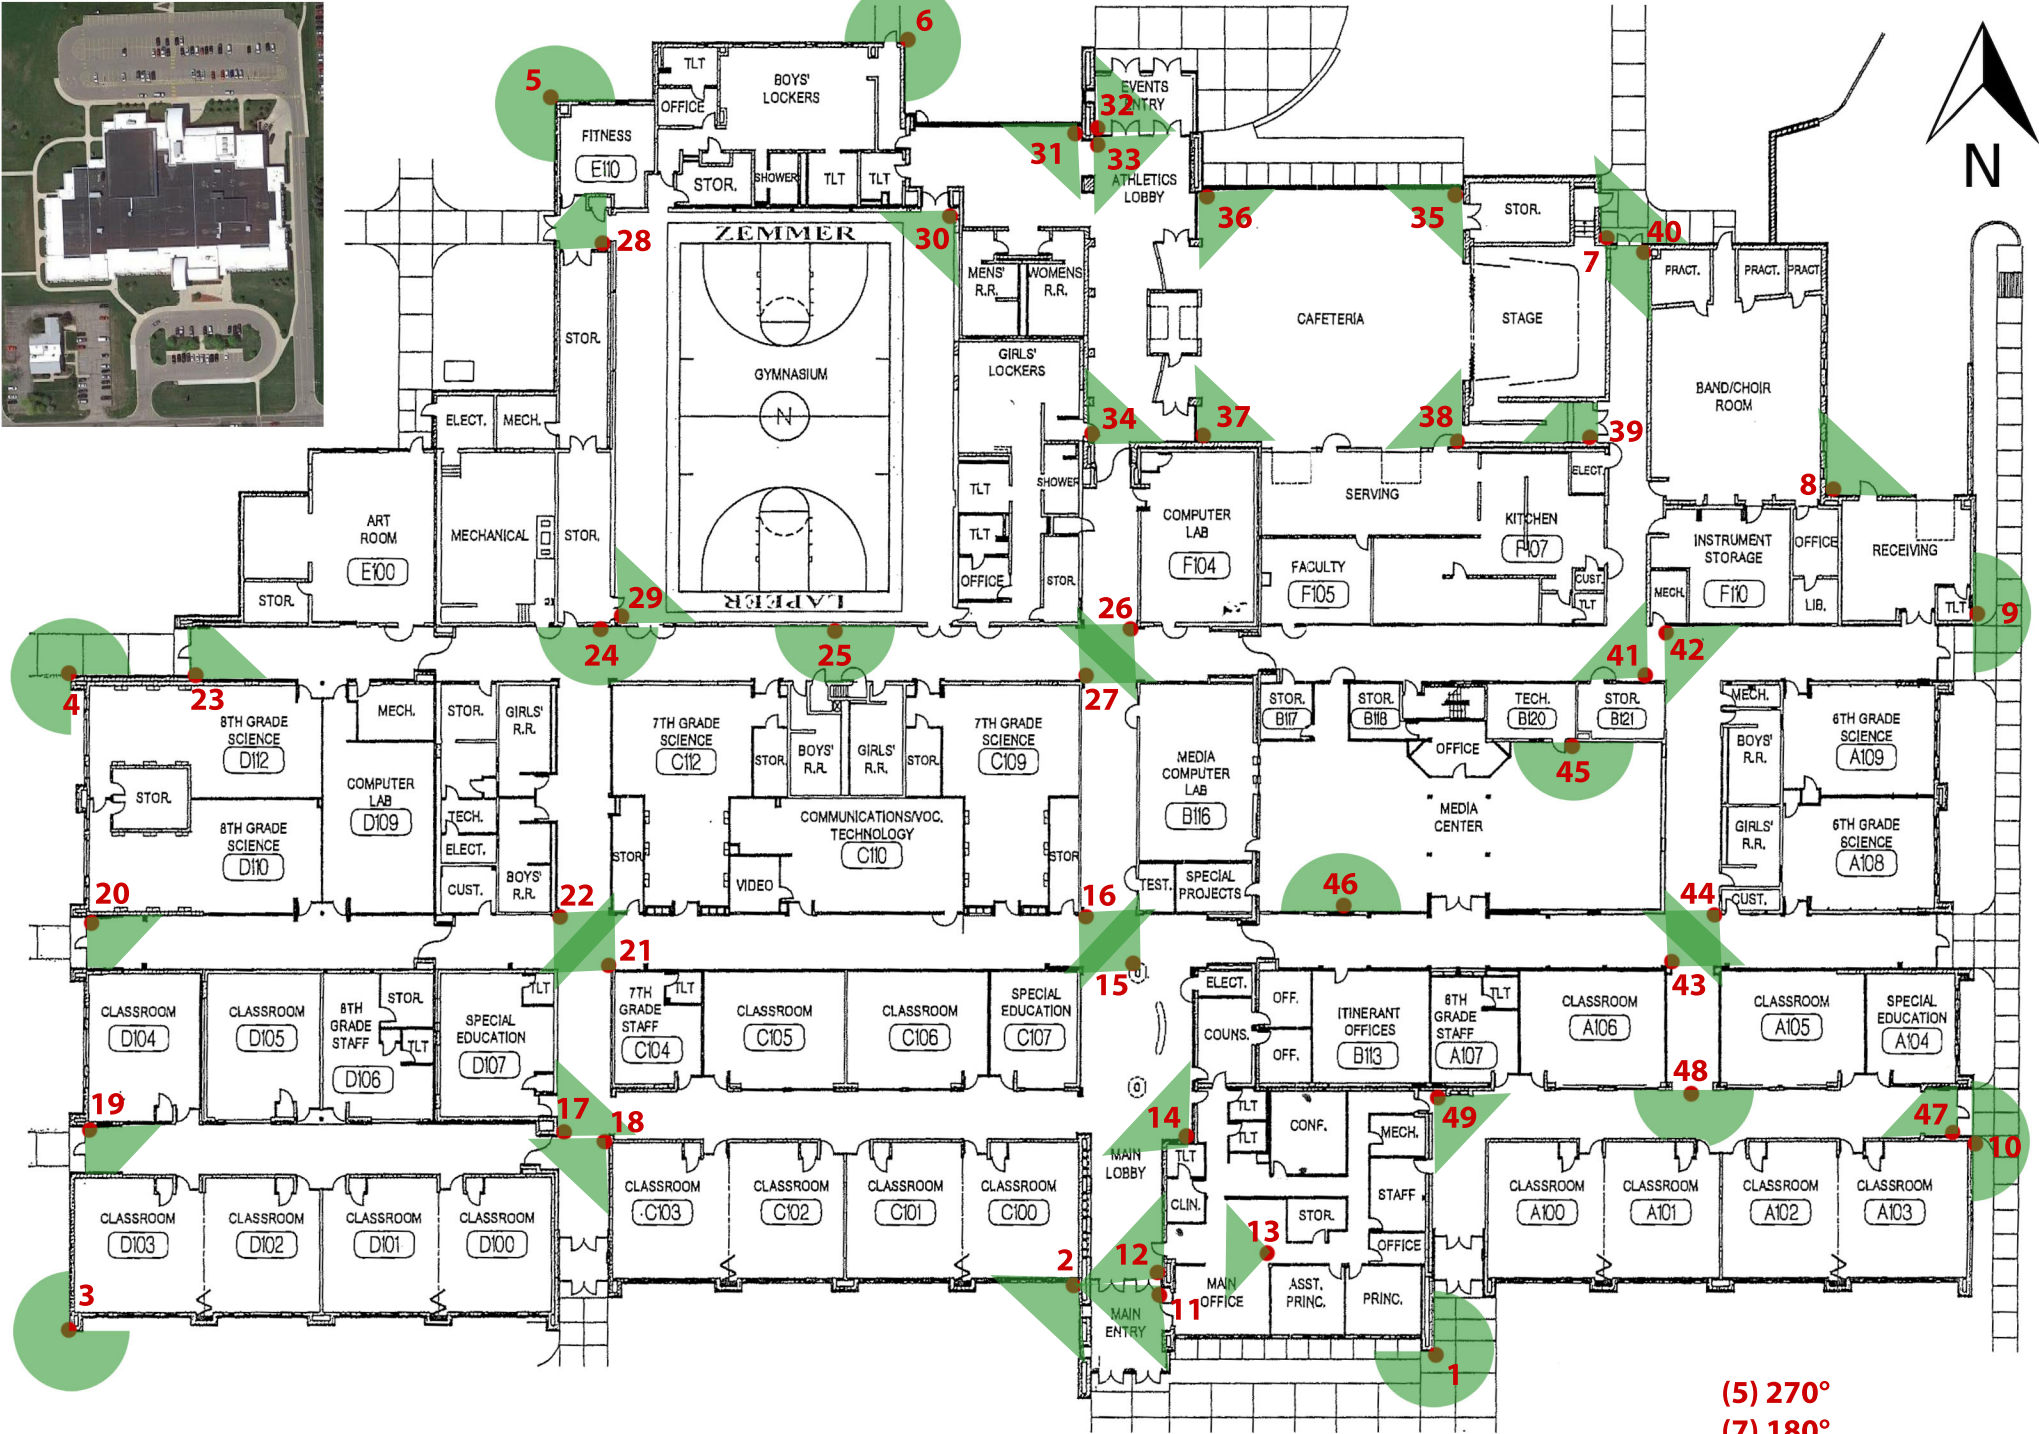 6
5
TLT
BOYS'
LOCKERS
OFFICE
EVENTS
ENTRY
32
FITNESS
E110
31
33
N
STOR.
SHOWER
TLT
TLT
ATHLETICS
LOBBY
36
35
STOR.
28
30
ZEMMER
7
40
MENS'
R.R.
WOMENS
R.R.
PRACT.
PRACT.
PRACT
STOR.
CAFETERIA
STAGE
GIRLS'
LOCKERS
GYMNASIUM
N
BAND/CHOIR
ROOM
ELECT.
MECH.
34
37
38
39
TLT
SHOWER
SERVING
ELECT.
8
ART
ROOM
E100
MECHANICAL
STOR.
COMPUTER
LAB
F104
KITCHEN
F107
INSTRUMENT
STORAGE
F110
OFFICE
RECEIVING
TLT
OFFICE
STOR.
FACULTY
F105
CUST.
TLT
MECH.
LIB.
TLT
STOR.
29
LAPEER
26
9
24
25
41
42
4
23
27
8TH GRADE
SCIENCE
D112
MECH.
STOR.
GIRLS'
R.R.
7TH GRADE
SCIENCE
C112
STOR.
BOYS'
R.R.
GIRLS'
R.R.
STOR.
7TH GRADE
SCIENCE
C109
STOR.
B117
STOR.
B118
TECH.
B120
STOR.
B121
MECH.
6TH GRADE
SCIENCE
A109
OFFICE
BOYS'
R.R.
45
STOR.
COMPUTER
LAB
D109
MEDIA
COMPUTER
LAB
B116
MEDIA
CENTER
8TH GRADE
SCIENCE
D110
TECH.
ELECT.
COMMUNICATIONS/VOC.
TECHNOLOGY
C110
GIRLS'
R.R.
6TH GRADE
SCIENCE
A108
STOR
STOR
CUST.
BOYS'
R.R.
VIDEO
TEST.
SPECIAL
PROJECTS
46
CUST.
20
22
16
44
21
15
43
CLASSROOM
D104
CLASSROOM
D105
8TH
GRADE
STAFF
D106
STOR.
TLT
SPECIAL
EDUCATION
D107
TLT
7TH
GRADE
STAFF
C104
TLT
CLASSROOM
C105
CLASSROOM
C106
SPECIAL
EDUCATION
C107
ELECT.
COUNS.
OFF.
OFF.
ITINERANT
OFFICES
B113
6TH
GRADE
STAFF
A107
TLT
CLASSROOM
A106
CLASSROOM
A105
SPECIAL
EDUCATION
A104
48
19
17
18
14
TLT
TLT
CONF.
MECH.
49
47
10
MAIN
LOBBY
TLT
CLIN.
STAFF
CLASSROOM
D103
CLASSROOM
D102
CLASSROOM
D101
CLASSROOM
D100
CLASSROOM
C103
CLASSROOM
C102
CLASSROOM
C101
CLASSROOM
C100
STOR.
13
OFFICE
CLASSROOM
A100
CLASSROOM
A101
CLASSROOM
A102
CLASSROOM
A103
2
12
3
11
MAIN
ENTRY
MAIN
OFFICE
ASST.
PRINC.
PRINC.
1
(5) 270°
(7) 180°